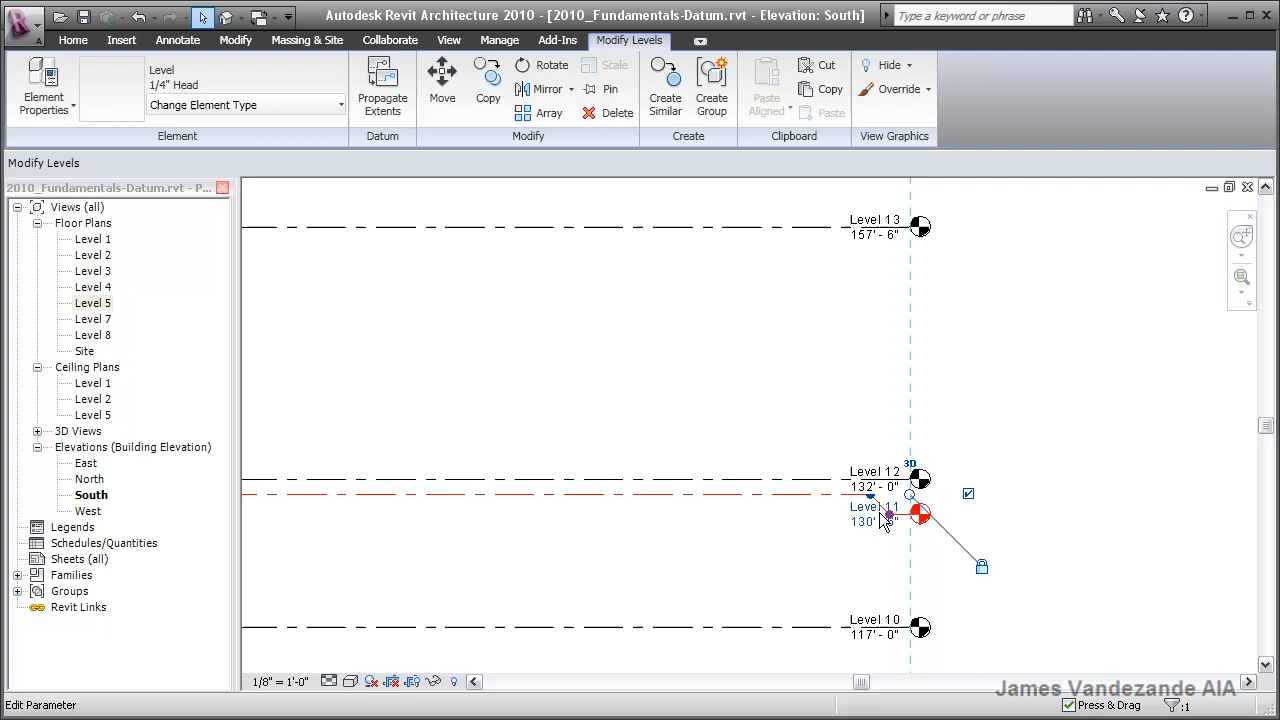 Autodesk Revit Architecture 2010 - [2010_Fundamentals-Datum.rvt - Elevation: South]
Type a keyword or phrase
Home Insert Annotate Modify Massing & Site Collaborate View Manage Add-Ins Modify Levels
Element Properties
Level
1/4" Head
Change Element Type
Propagate Extents
Move
Copy
Rotate
Scale
Mirror
Pin
Array
Delete
Create Similar
Create Group
Paste Aligned
Cut
Copy
Paste
Hide
Override
Element Datum Modify Create Clipboard View Graphics
Modify Levels
2010_Fundamentals-Datum.rvt - P...
Views (all)
Floor Plans
Level 1
Level 2
Level 3
Level 4
Level 5
Level 7
Level 8
Site
Ceiling Plans
Level 1
Level 2
Level 5
3D Views
Elevations (Building Elevation)
East
North
South
West
Legends
Schedules/Quantities
Sheets (all)
Families
Groups
Revit Links
Level 13
157' - 6"
3D
Level 12
132' - 0"
Level 11
Level 10
117' - 0"
1/8" = 1'-0"
James Vandezande AIA
Edit Parameter
Press & Drag
:1